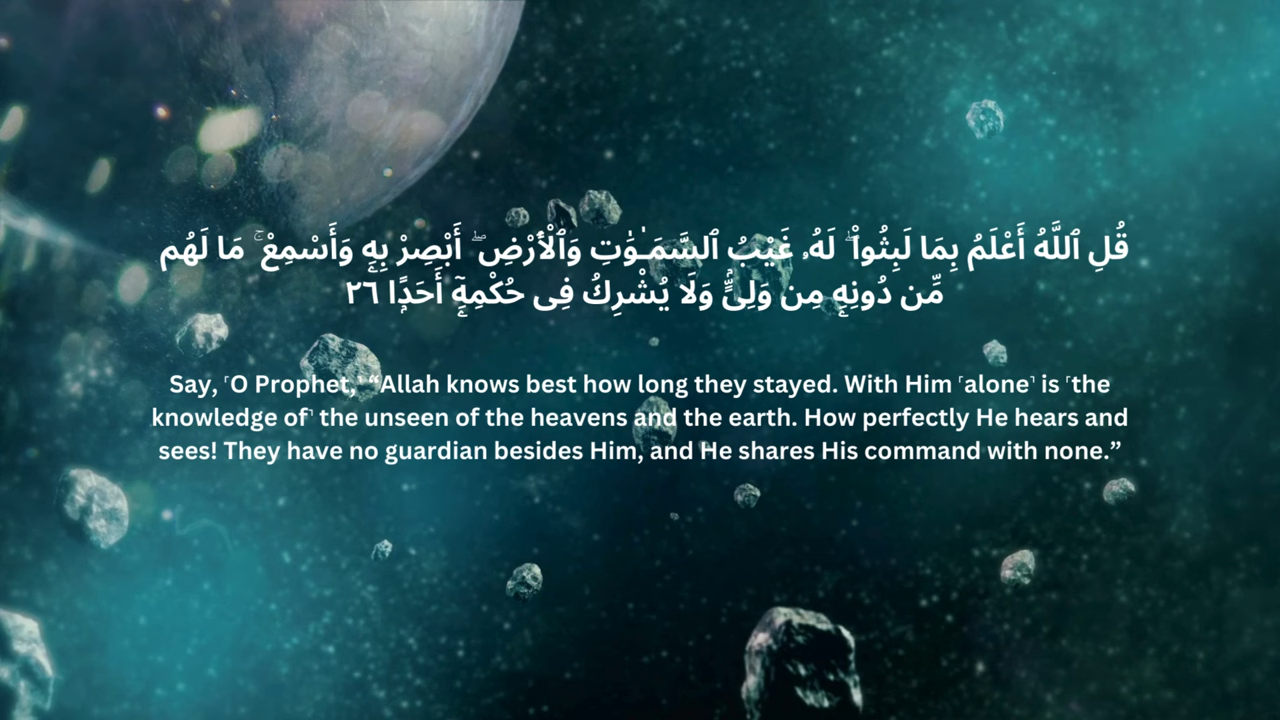 قُلِ ٱللَّهُ أَعْلَمُ بِمَا لَبِثُوا۟ ۖ لَهُۥ غَيْبُ ٱلسَّمَـٰوَٰتِ وَٱلْأَرْضِ ۖ أَبْصِرْ بِهِۦ وَأَسْمِعْ ۚ مَا لَهُم
مِّن دُونِهِۦ مِن وَلِىٍّۢ وَلَا يُشْرِكُ فِى حُكْمِهِۦٓ أَحَدًۭا ٢٦
Say, ˹O Prophet,˺ “Allah knows best how long they stayed. With Him ˹alone˺ is ˹the
knowledge of˺ the unseen of the heavens and the earth. How perfectly He hears and
sees! They have no guardian besides Him, and He shares His command with none.”